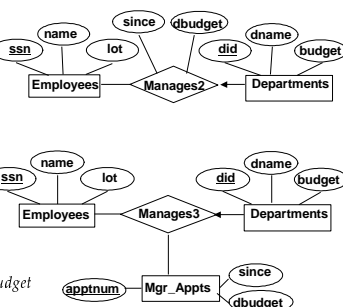 since dbudget
name dname
ssn lot did budget
Employees Manages2 Departments
name dname
ssn lot did budget
Employees Manages3 Departments
since
apptnum Mgr_Appts
dbudget